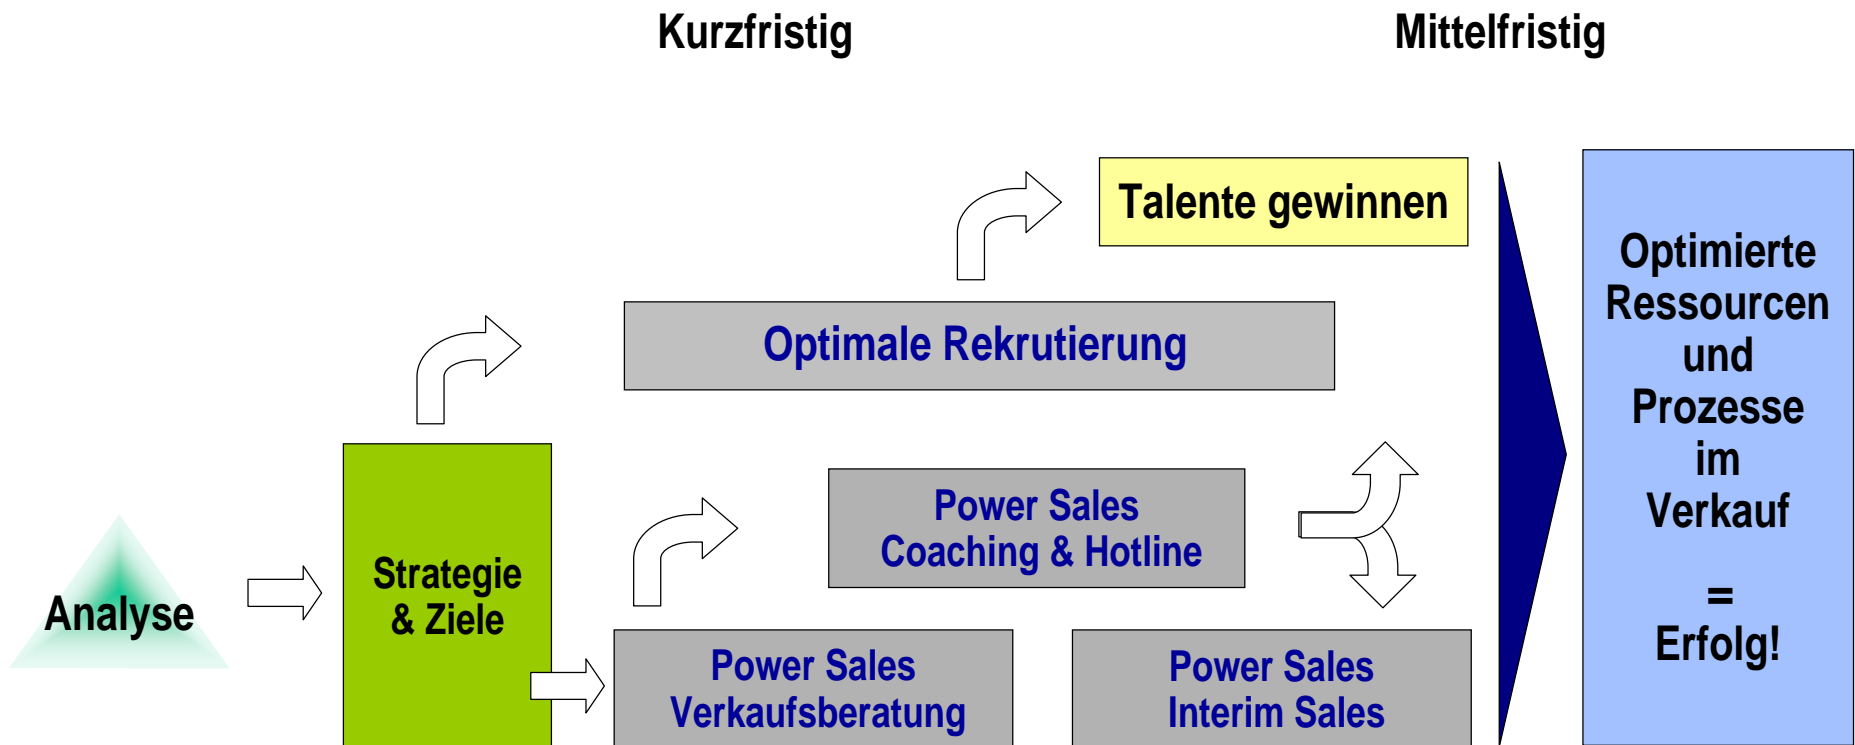 Kurzfristig
Mittelfristig
Talente gewinnen
Optimale Rekrutierung
Analyse
Strategie
& Ziele
Power Sales
Coaching & Hotline
Power Sales
Verkaufsberatung
Power Sales
Interim Sales
Optimierte
Ressourcen
und
Prozesse
im
Verkauf
=
Erfolg!